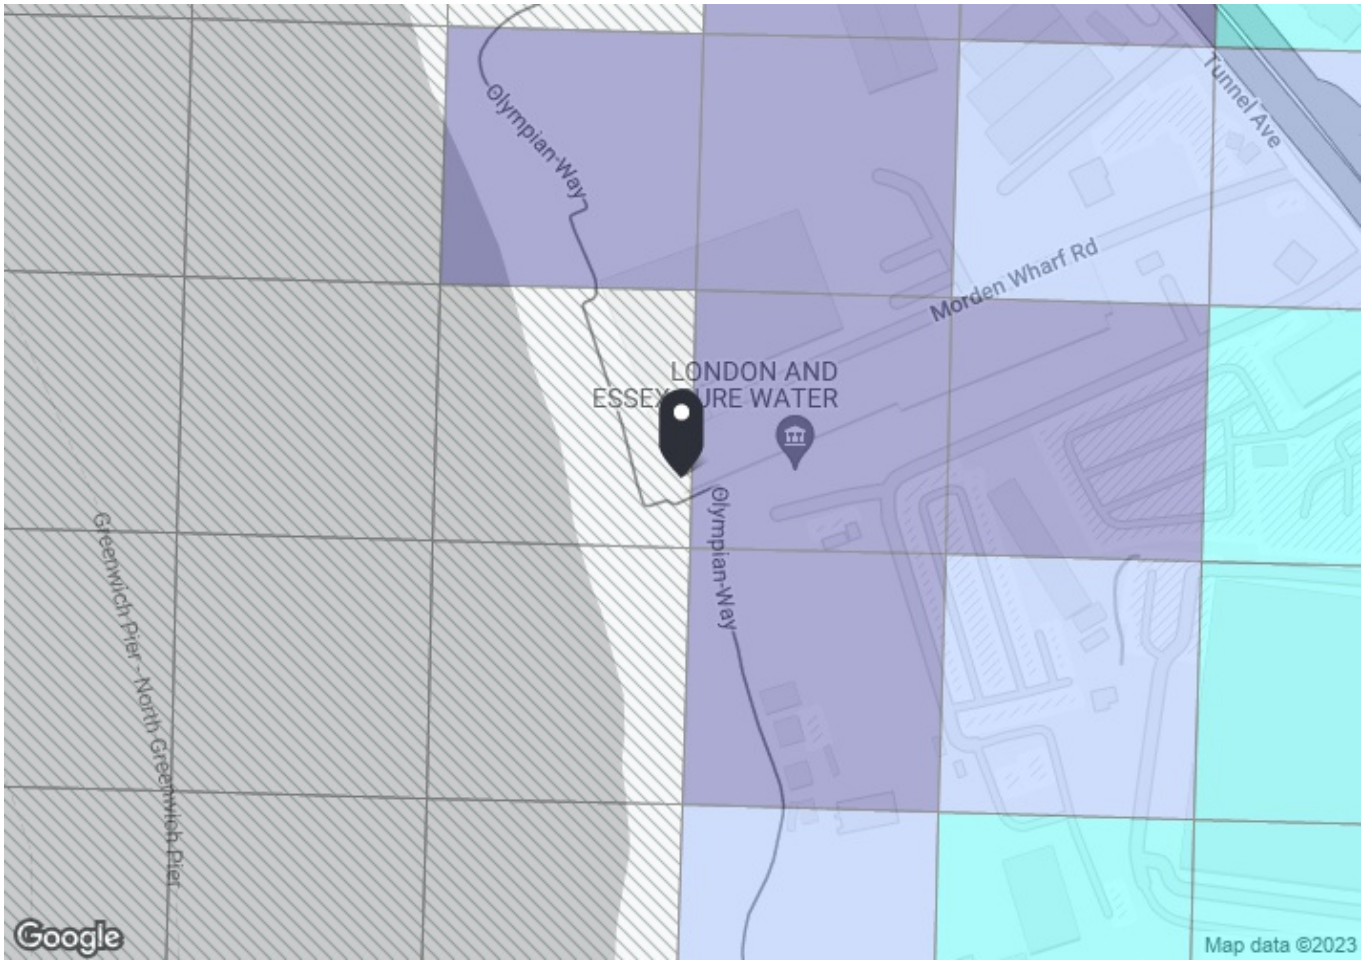 Olympian-Way
Tunnel Ave
Morden Wharf Rd
LONDON AND
ESSEX URE WATER
Olympian-Way
Greenwich Pier - North Greenwich Pier
Google
Map data ©2023